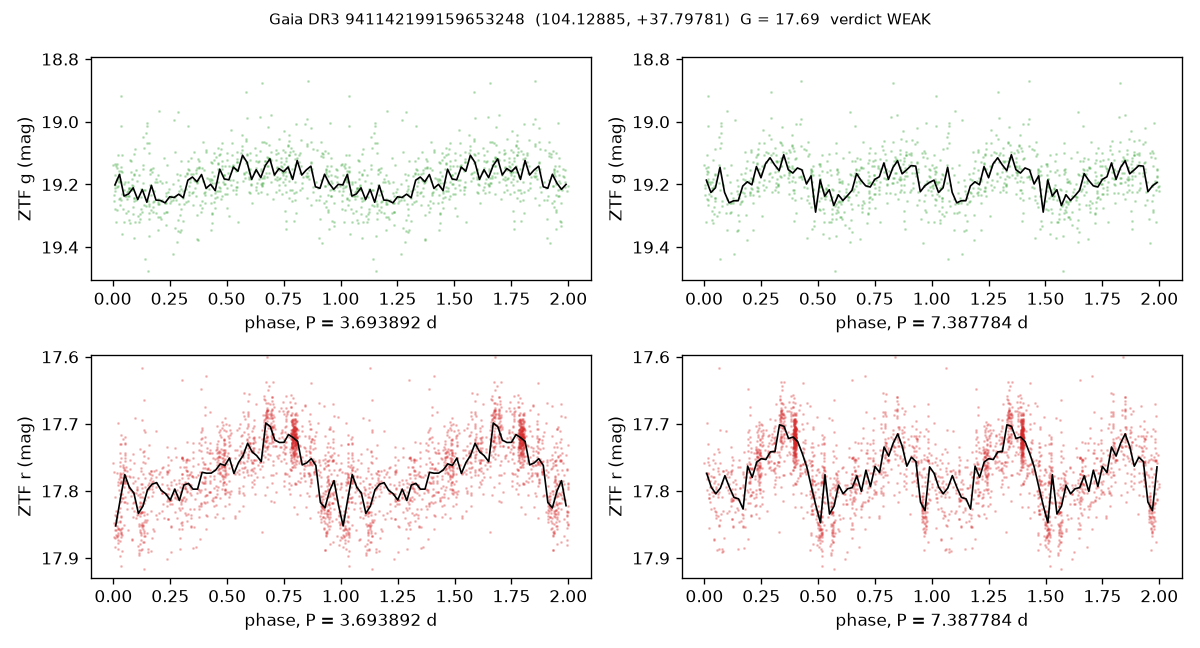 Gaia DR3 941142199159653248 (104.12885, +37.79781) G = 17.69 verdict WEAK
ZTF g (mag)
18.8
19.0
19.2
19.4
0.00 0.25 0.50 0.75 1.00 1.25 1.50 1.75 2.00
phase, P = 3.693892 d
ZTF g (mag)
18.8
19.0
19.2
19.4
0.00 0.25 0.50 0.75 1.00 1.25 1.50 1.75 2.00
phase, P = 7.387784 d
ZTF r (mag)
17.6
17.7
17.8
17.9
0.00 0.25 0.50 0.75 1.00 1.25 1.50 1.75 2.00
phase, P = 3.693892 d
ZTF r (mag)
17.6
17.7
17.8
17.9
0.00 0.25 0.50 0.75 1.00 1.25 1.50 1.75 2.00
phase, P = 7.387784 d